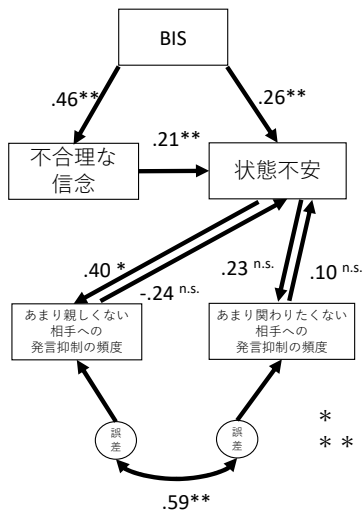 BIS
.46**
.26**
.21**
不合理な
信念
状態不安
.40 *
-.24 n.s.
.23 n.s.
.10 n.s.
あまり親しくない
相手への
発言抑制の頻度
あまり関わりたくない
相手への
発言抑制の頻度
誤差
誤差
*
**
.59**